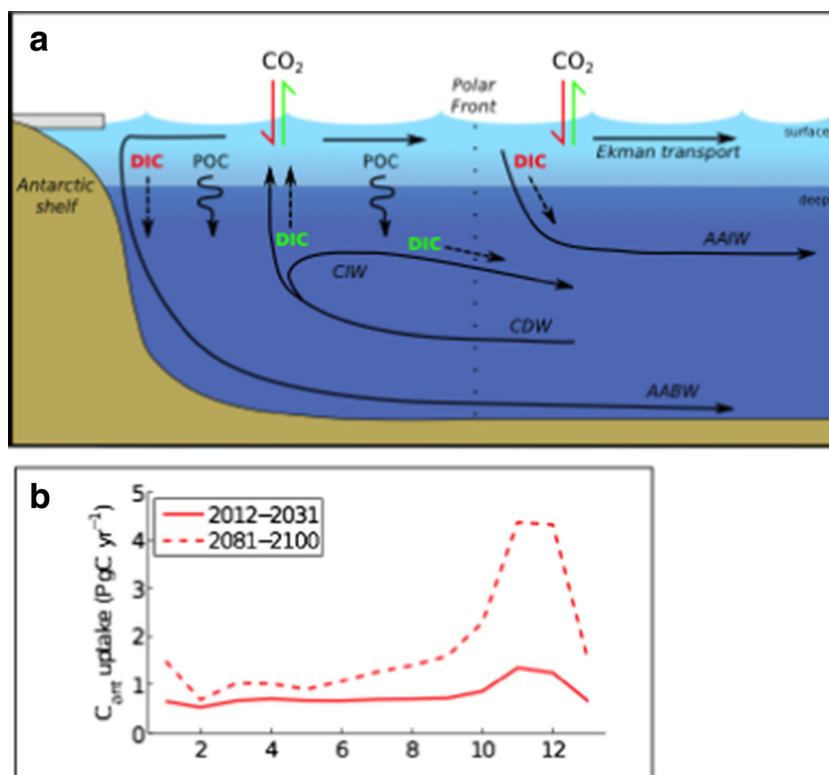 a
CO₂
CO₂
Polar
Front
surface
Ekman transport
DIC
POC
POC
DIC
Antarctic
shelf
deep
DIC
DIC
AAIW
CIW
CDW
AABW
b
5
2012–2031
2081–2100
4
3
2
1
0
C_ant uptake (PgC yr⁻¹)
2 4 6 8 10 12